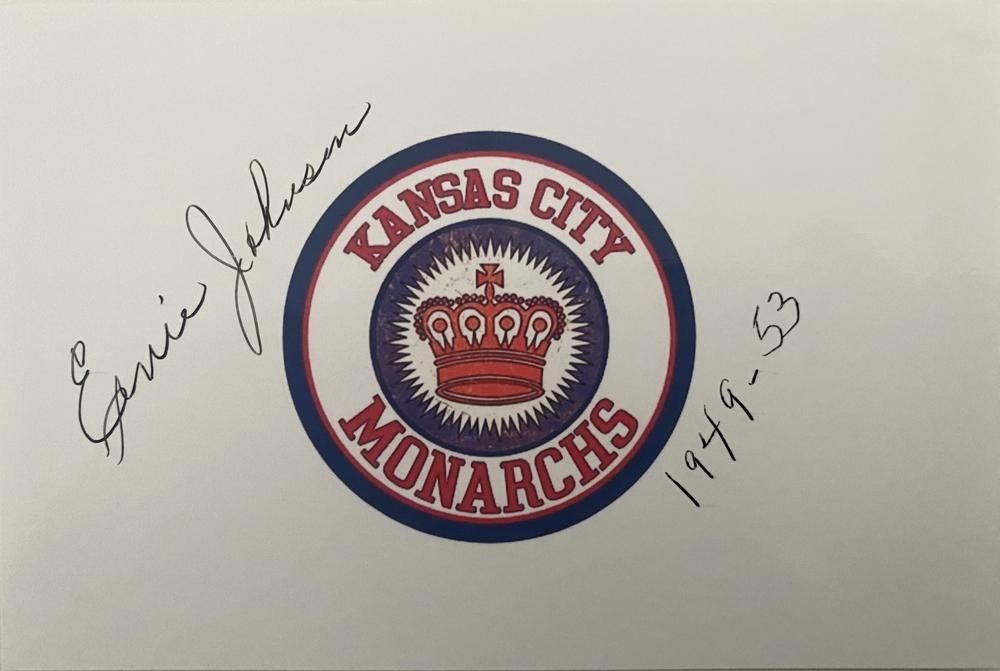 Ernie Johnson
KANSAS CITY
MONARCHS
1949-53